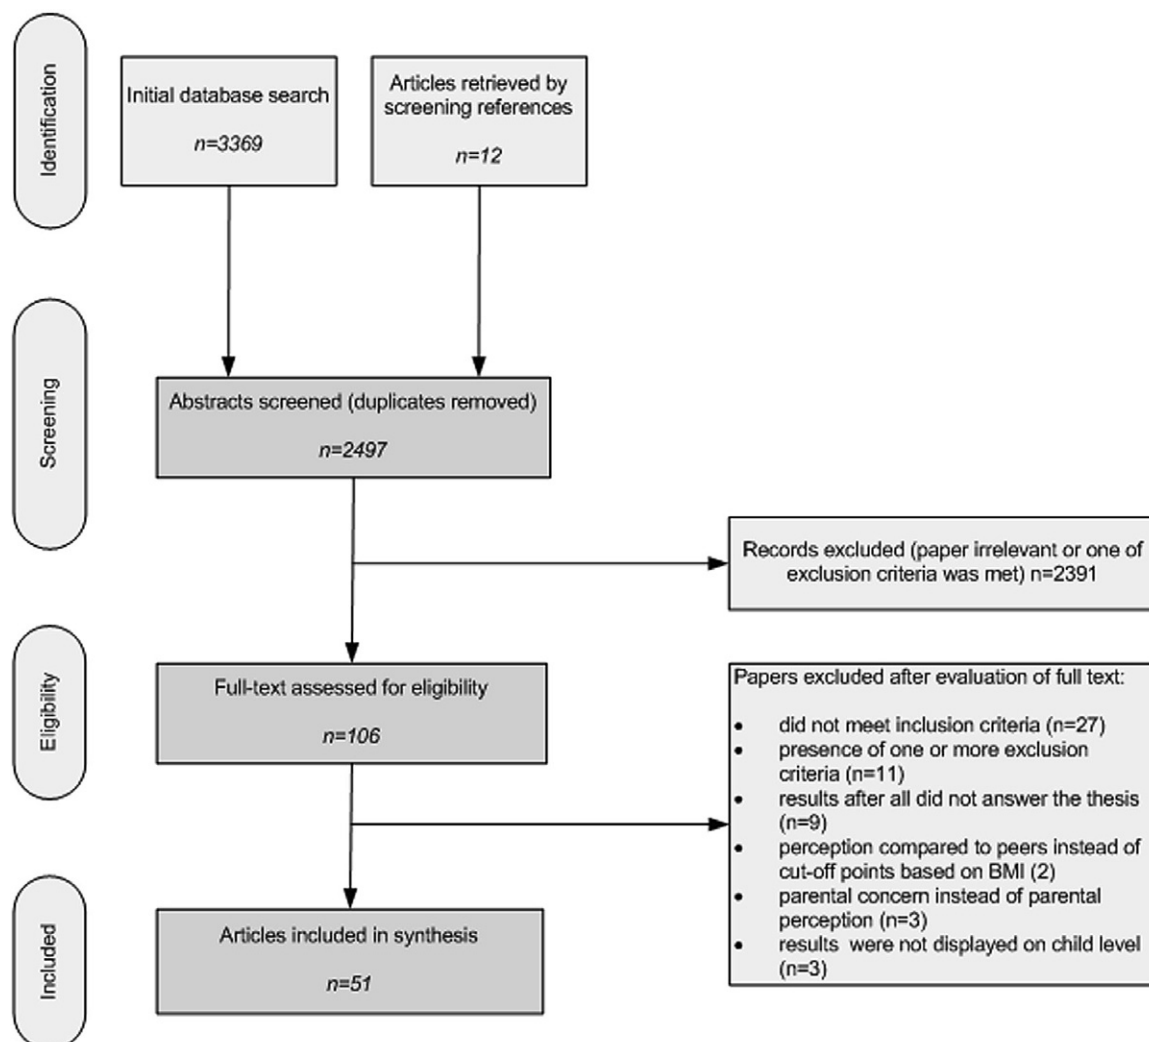 Identification
Initial database search
n=3369
Articles retrieved by
screening references
n=12
Screening
Abstracts screened (duplicates removed)
n=2497
Records excluded (paper irrelevant or one of
exclusion criteria was met) n=2391
Eligibility
Full-text assessed for eligibility
n=106
Papers excluded after evaluation of full text:
• did not meet inclusion criteria (n=27)
• presence of one or more exclusion
criteria (n=11)
• results after all did not answer the thesis
(n=9)
• perception compared to peers instead of
cut-off points based on BMI (2)
• parental concern instead of parental
perception (n=3)
• results were not displayed on child level
(n=3)
Included
Articles included in synthesis
n=51